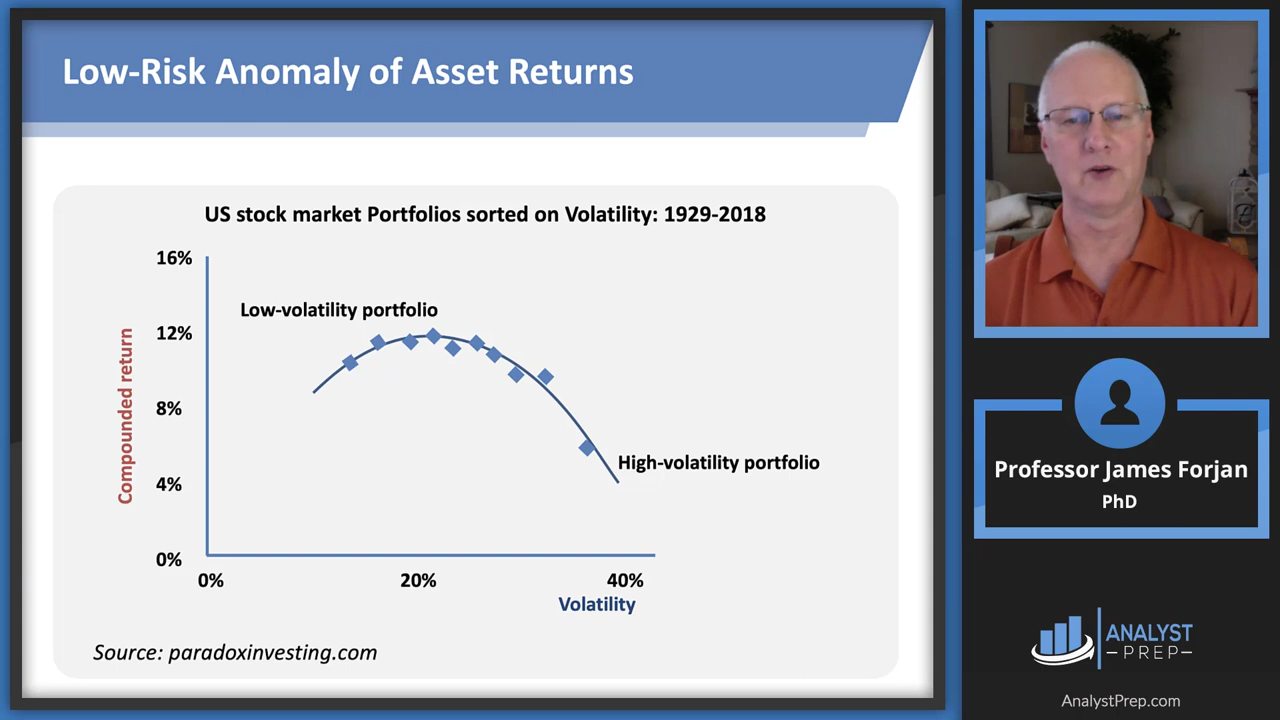 Low-Risk Anomaly of Asset Returns
US stock market Portfolios sorted on Volatility: 1929-2018
16%
Low-volatility portfolio
12%
Compounded return
8%
High-volatility portfolio
4%
0%
0%
20%
40%
Volatility
Source: paradoxinvesting.com
Professor James Forjan
PhD
ANALYST
PREP
AnalystPrep.com